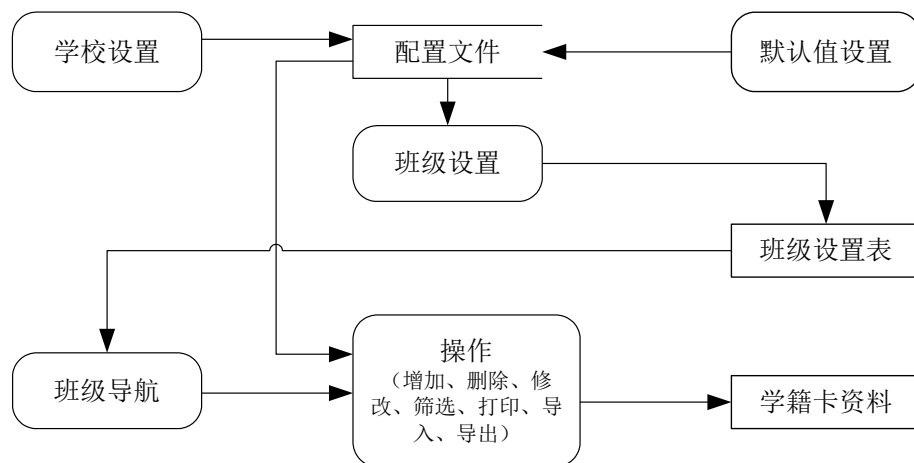 学校设置
配置文件
默认值设置
班级设置
班级设置表
班级导航
操作
（增加、删除、修
改、筛选、打印、导
入、导出）
学籍卡资料